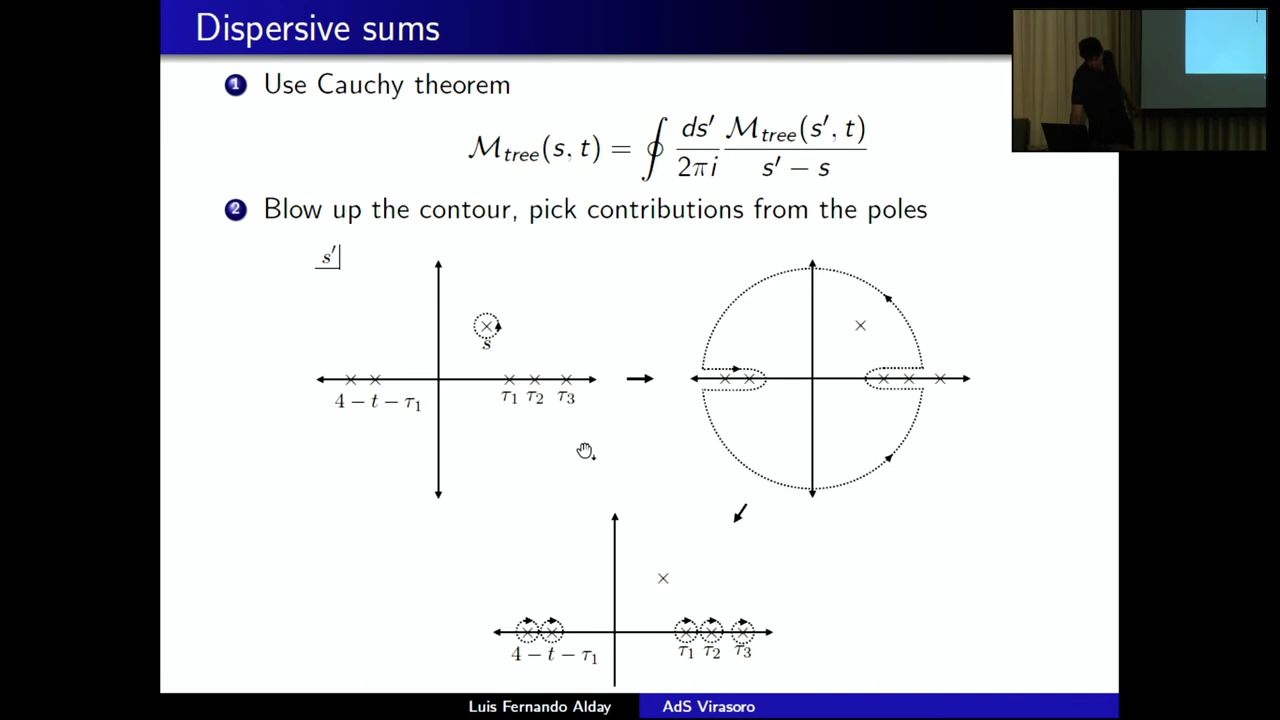 Dispersive sums
1 Use Cauchy theorem
M_tree(s, t) = ∮ ds′/2πi M_tree(s′, t)/s′ − s
2 Blow up the contour, pick contributions from the poles
s′
s
4 − t − τ₁ τ₁ τ₂ τ₃
4 − t − τ₁ τ₁ τ₂ τ₃
Luis Fernando Alday AdS Virasoro